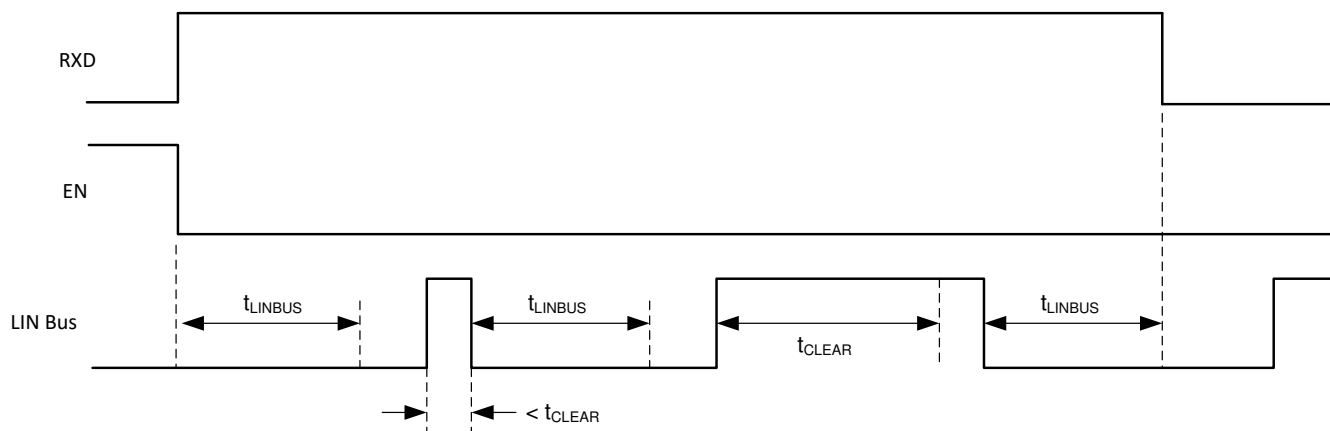 RXD
EN
LIN Bus
tLINBUS
tLINBUS
tCLEAR
tLINBUS
< tCLEAR